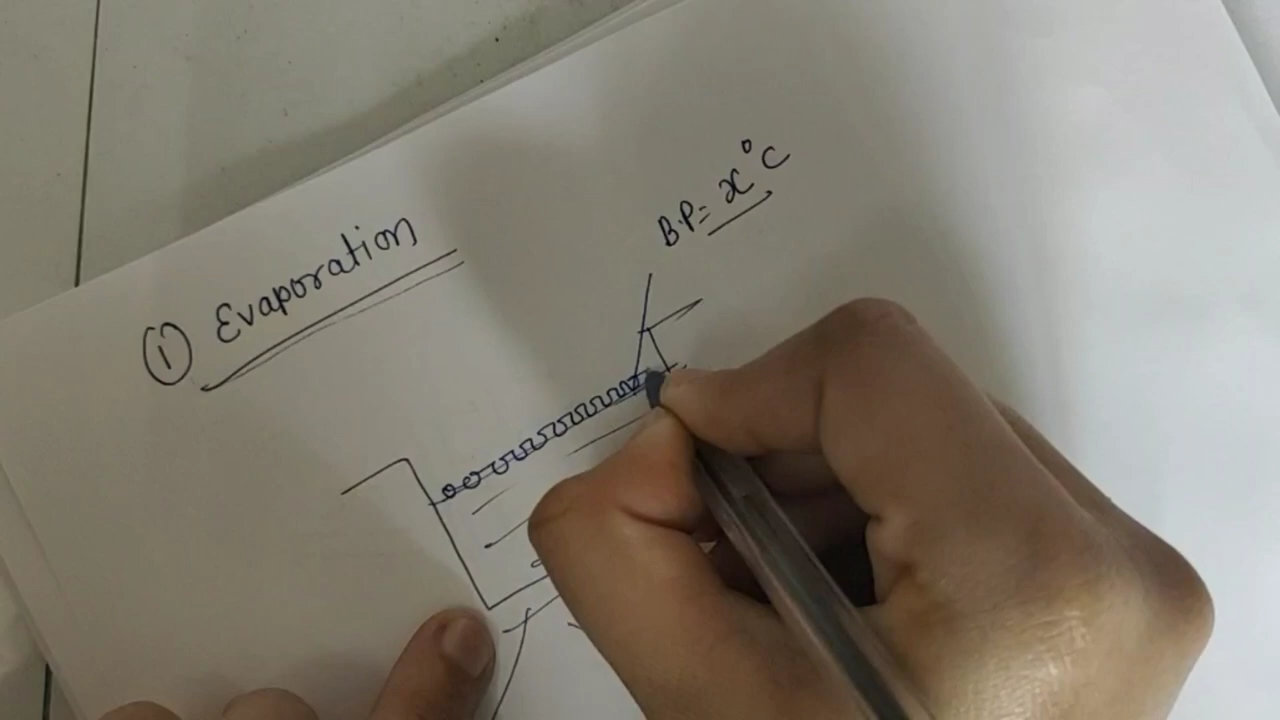 ① Evaporation
B.P= x°C